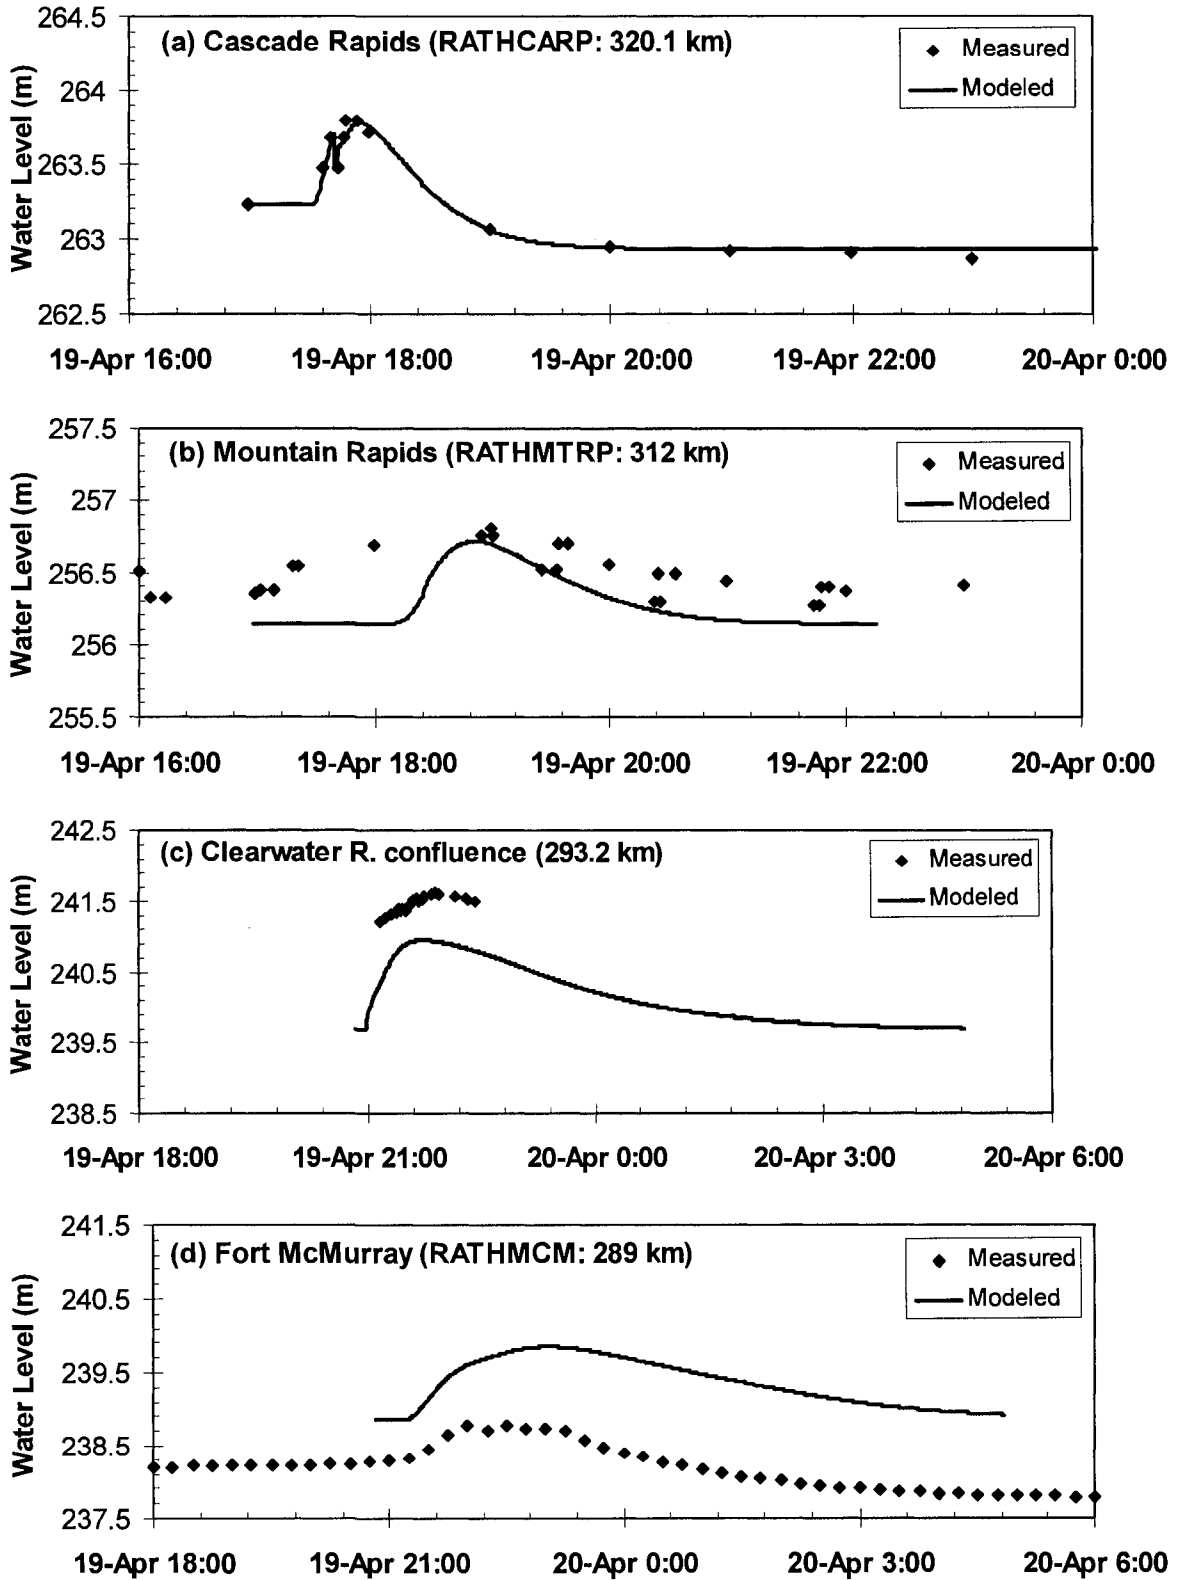 264.5
(a) Cascade Rapids (RATHCARP: 320.1 km)
Measured
Modeled
264
263.5
263
262.5
Water Level (m)
19-Apr 16:00 19-Apr 18:00 19-Apr 20:00 19-Apr 22:00 20-Apr 0:00
257.5
(b) Mountain Rapids (RATHMTRP: 312 km)
Measured
Modeled
257
256.5
256
255.5
Water Level (m)
19-Apr 16:00 19-Apr 18:00 19-Apr 20:00 19-Apr 22:00 20-Apr 0:00
242.5
(c) Clearwater R. confluence (293.2 km)
Measured
Modeled
241.5
240.5
239.5
238.5
Water Level (m)
19-Apr 18:00 19-Apr 21:00 20-Apr 0:00 20-Apr 3:00 20-Apr 6:00
241.5
(d) Fort McMurray (RATHMCM: 289 km)
Measured
Modeled
240.5
239.5
238.5
237.5
Water Level (m)
19-Apr 18:00 19-Apr 21:00 20-Apr 0:00 20-Apr 3:00 20-Apr 6:00